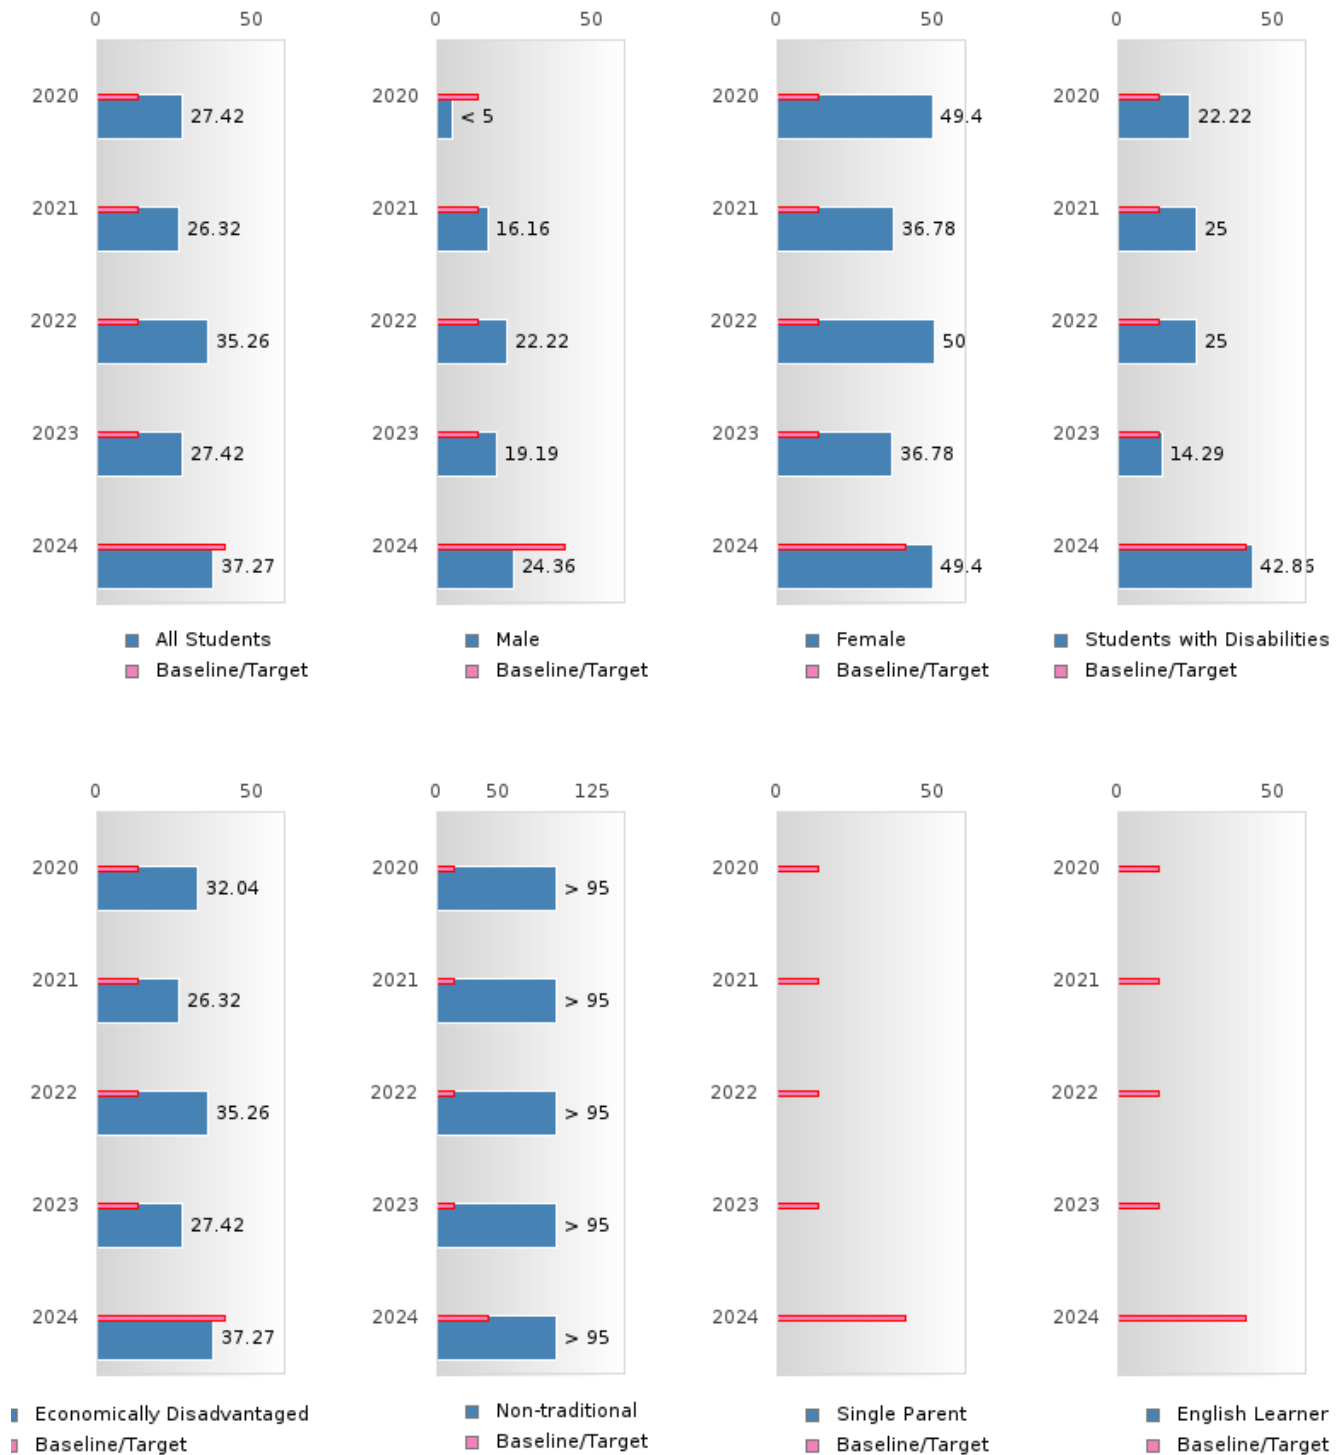 0 50 0 50 0 50 0 50
2020 27.42 2020 < 5 2020 49.4 2020 22.22
2021 26.32 2021 16.16 2021 36.78 2021 25
2022 35.26 2022 22.22 2022 50 2022 25
2023 27.42 2023 19.19 2023 36.78 2023 14.29
2024 37.27 2024 24.36 2024 49.4 2024 42.86
All Students Male Female Students with Disabilities
Baseline/Target Baseline/Target Baseline/Target Baseline/Target
0 50 0 50 125 0 50 0 50
2020 32.04 2020 > 95 2020 2020
2021 26.32 2021 > 95 2021 2021
2022 35.26 2022 > 95 2022 2022
2023 27.42 2023 > 95 2023 2023
2024 37.27 2024 > 95 2024 2024
Economically Disadvantaged Non-traditional Single Parent English Learner
Baseline/Target Baseline/Target Baseline/Target Baseline/Target